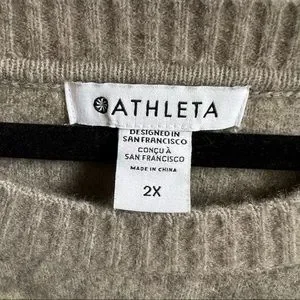 ATHLETA
DESIGNED IN
SAN FRANCISCO
CONÇU À
SAN FRANCISCO
MADE IN CHINA
2X